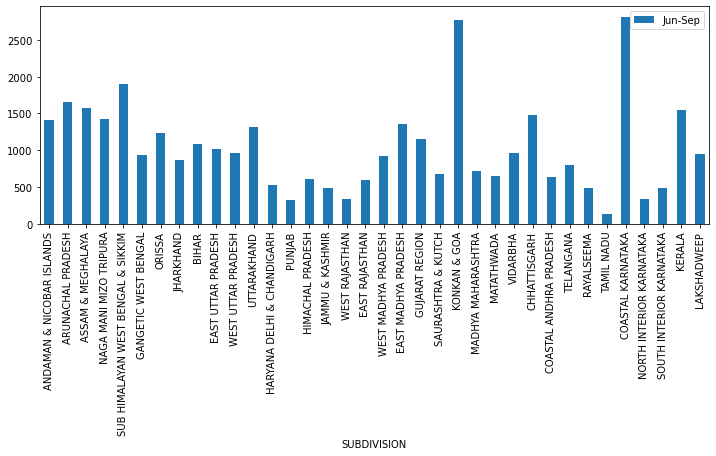 Jun-Sep
2500
2000
1500
1000
500
0
ANDAMAN & NICOBAR ISLANDS
ARUNACHAL PRADESH
ASSAM & MEGHALAYA
NAGA MANI MIZO TRIPURA
SUB HIMALAYAN WEST BENGAL & SIKKIM
GANGETIC WEST BENGAL
ORISSA
JHARKHAND
BIHAR
EAST UTTAR PRADESH
WEST UTTAR PRADESH
UTTARAKHAND
HARYANA DELHI & CHANDIGARH
PUNJAB
HIMACHAL PRADESH
JAMMU & KASHMIR
WEST RAJASTHAN
EAST RAJASTHAN
WEST MADHYA PRADESH
EAST MADHYA PRADESH
GUJARAT REGION
SAURASHTRA & KUTCH
KONKAN & GOA
MADHYA MAHARASHTRA
MATATHWADA
VIDARBHA
CHHATTISGARH
COASTAL ANDHRA PRADESH
TELANGANA
RAYALSEEMA
TAMIL NADU
COASTAL KARNATAKA
NORTH INTERIOR KARNATAKA
SOUTH INTERIOR KARNATAKA
KERALA
LAKSHADWEEP
SUBDIVISION